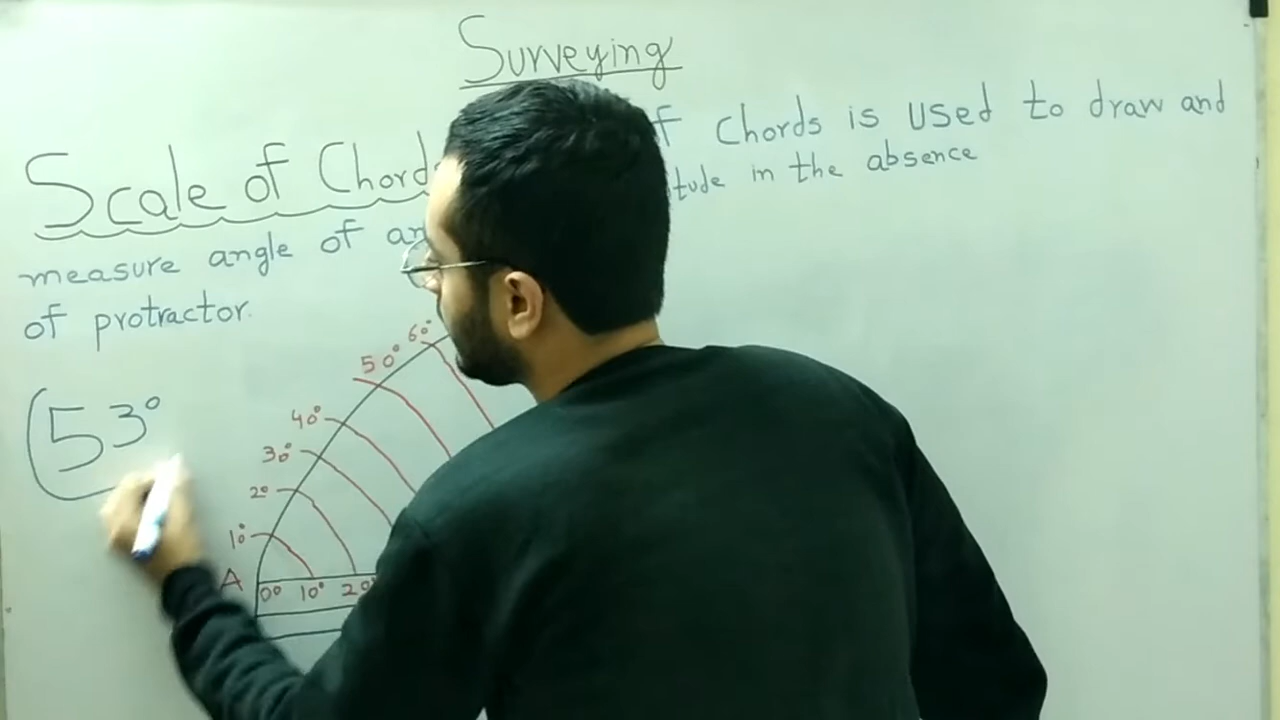 Surveying
Scale of Chord
f chords is used to draw and
measure angle of an
tude in the absence
of protractor.
53°
60°
50°
40°
30°
20
10
A
0° 10° 20